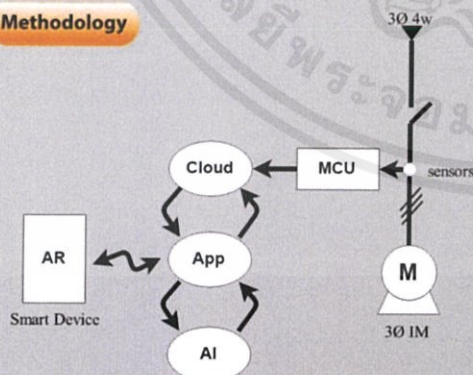 Methodology
3Ø 4w
Cloud
MCU
sensors
AR
App
M
Smart Device
3Ø IM
AI